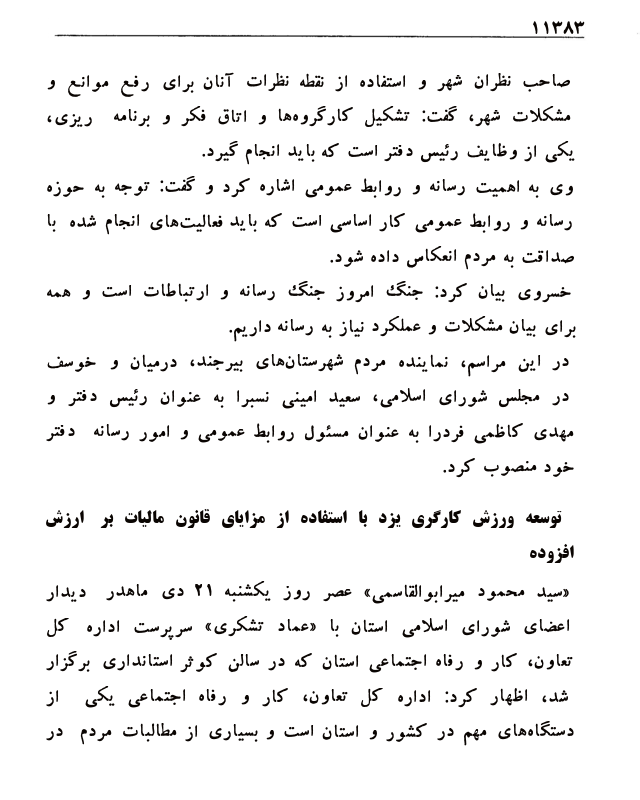 ۱۱۳۸۳
صاحب نظران شهر و استفاده از نقطه نظرات آنان برای رفع موانع و
مشکلات شهر، گفت: تشکیل کارگروه‌ها و اتاق فکر و برنامه ریزی،
یکی از وظایف رئیس دفتر است که باید انجام گیرد.
وی به اهمیت رسانه و روابط عمومی اشاره کرد و گفت: توجه به حوزه
رسانه و روابط عمومی کار اساسی است که باید فعالیت‌های انجام شده با
صداقت به مردم انعکاس داده شود.
خسروی بیان کرد: جنگ امروز جنگ رسانه و ارتباطات است و همه
برای بیان مشکلات و عملکرد نیاز به رسانه داریم.
در این مراسم، نماینده مردم شهرستان‌های بیرجند، درمیان و خوسف
در مجلس شورای اسلامی، سعید امینی نسبرا به عنوان رئیس دفتر و
مهدی کاظمی فردرا به عنوان مسئول روابط عمومی و امور رسانه دفتر
خود منصوب کرد.
توسعه ورزش کارگری یزد با استفاده از مزایای قانون مالیات بر ارزش
افزوده
«سید محمود میرابوالقاسمی» عصر روز یکشنبه ۲۱ دی ماهدر دیدار
اعضای شورای اسلامی استان با «عماد تشکری» سرپرست اداره کل
تعاون، کار و رفاه اجتماعی استان که در سالن کوثر استانداری برگزار
شد، اظهار کرد: اداره کل تعاون، کار و رفاه اجتماعی یکی از
دستگاه‌های مهم در کشور و استان است و بسیاری از مطالبات مردم در